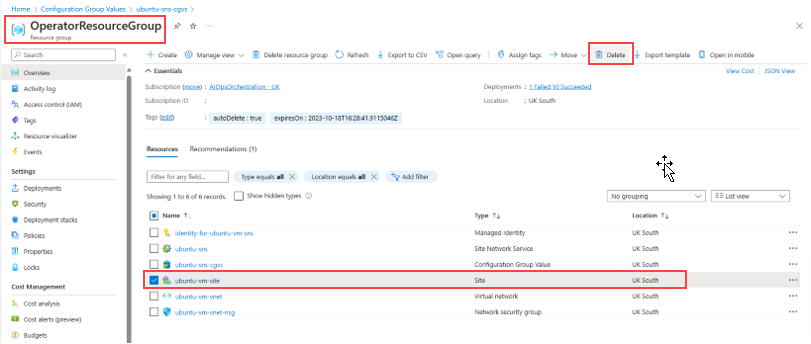 Home > Configuration Group Values > ubuntu-sns-cgvs >
OperatorResourceGroup
Resource group
Search
Create Manage view Delete resource group Refresh Export to CSV Open query Assign tags Move Delete Export template Open in mobile
Overview
Activity log
Access control (IAM)
Tags
Resource visualizer
Events
Settings
Deployments
Security
Deployment stacks
Policies
Properties
Locks
Cost Management
Cost analysis
Cost alerts (preview)
Budgets
Essentials
View Cost JSON View
Subscription (move) : AIOpsOrchestration - UK
Deployments : 1 Failed,10 Succeeded
Subscription ID :
Location : UK South
Tags (edit) : autoDelete : true expiresOn : 2023-10-18T16:28:41.9115046Z
Resources Recommendations (1)
Filter for any field... Type equals all Location equals all Add filter
Showing 1 to 6 of 6 records. Show hidden types
No grouping List view
Name Type Location
identity-for-ubuntu-vm-sns Managed Identity UK South
ubuntu-sns Site Network Service UK South
ubuntu-sns-cgvs Configuration Group Value UK South
ubuntu-vm-site Site UK South
ubuntu-vm-vnet Virtual network UK South
ubuntu-vm-vnet-nsg Network security group UK South